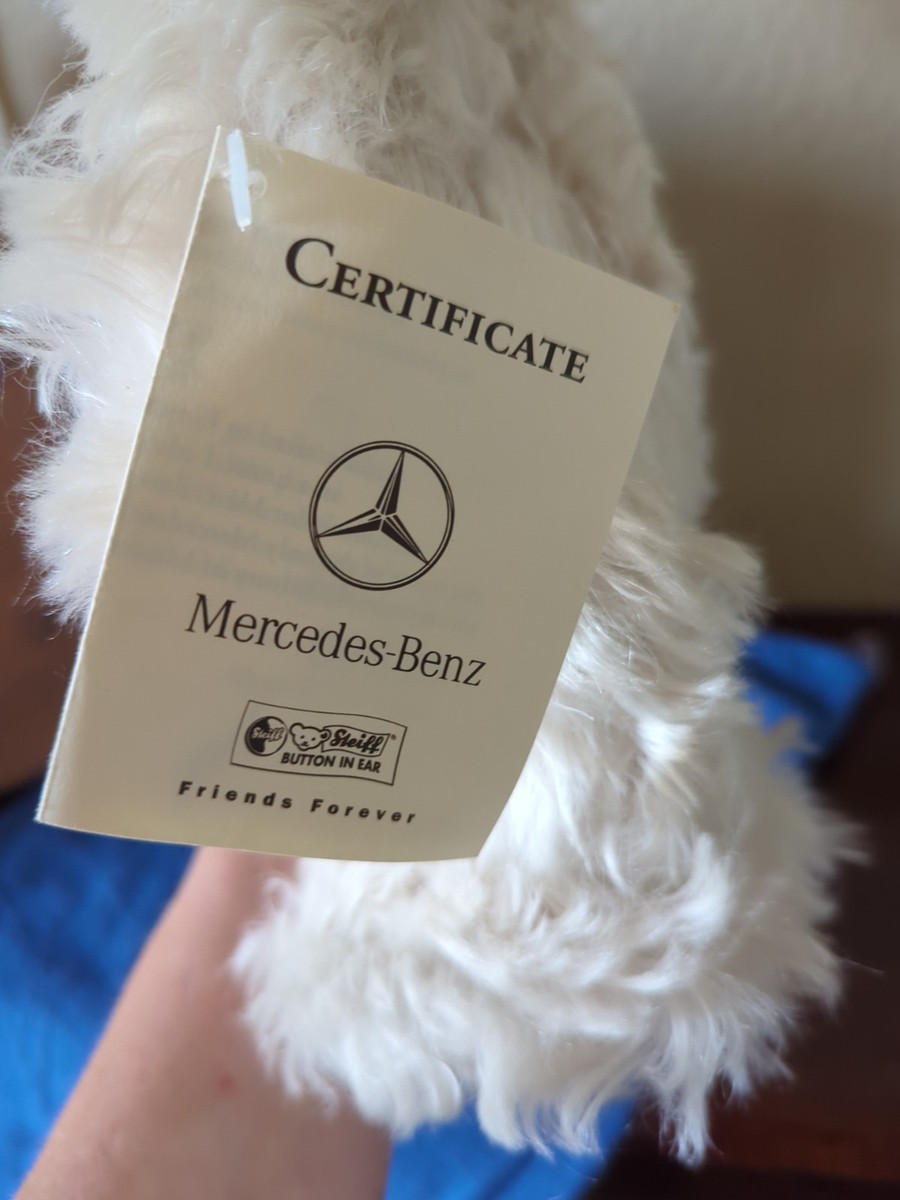 CERTIFICATE
Mercedes-Benz
Steiff Steiff®
BUTTON IN EAR
Friends Forever